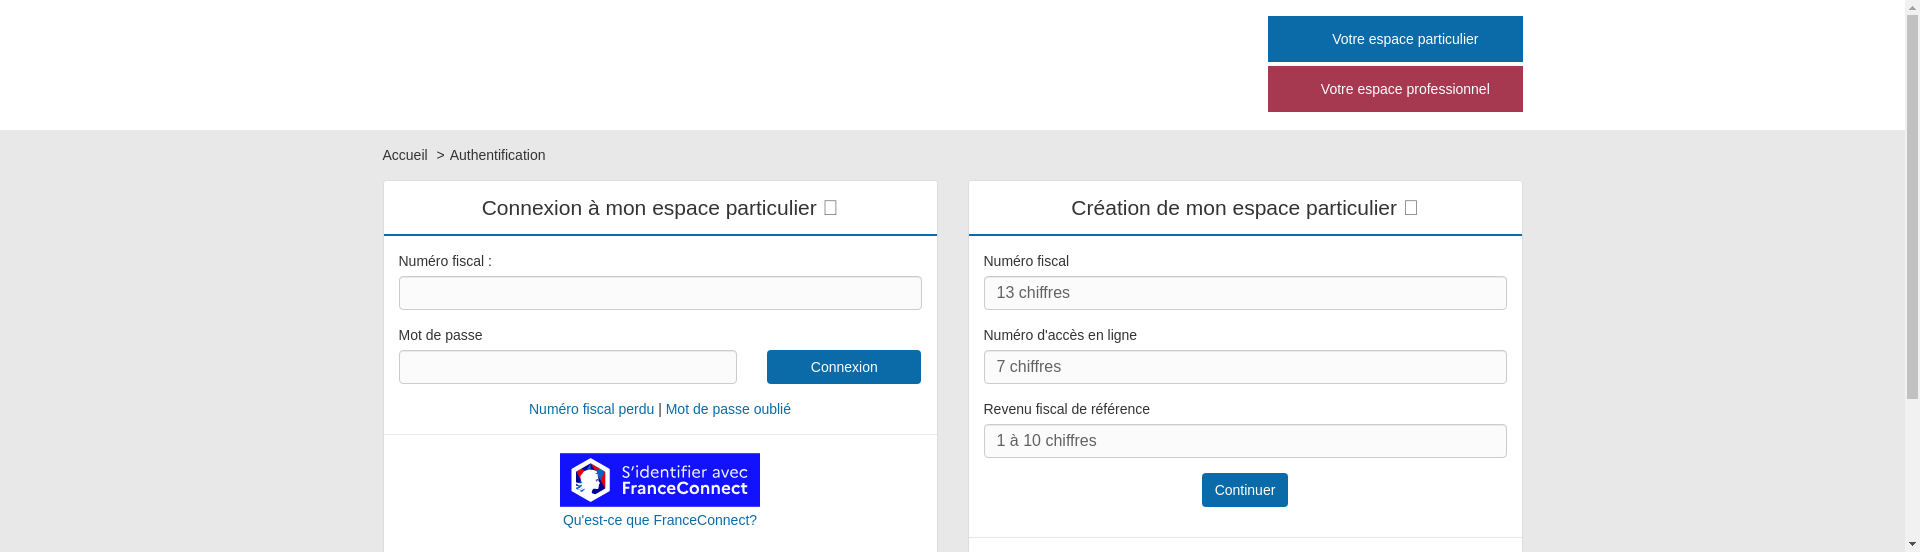 Votre espace particulier
Votre espace professionnel
Accueil > Authentification
Connexion à mon espace particulier
Numéro fiscal :
Mot de passe
Connexion
Numéro fiscal perdu | Mot de passe oublié
S'identifier avec
FranceConnect
Qu'est-ce que FranceConnect?
Création de mon espace particulier
Numéro fiscal
13 chiffres
Numéro d'accès en ligne
7 chiffres
Revenu fiscal de référence
1 à 10 chiffres
Continuer